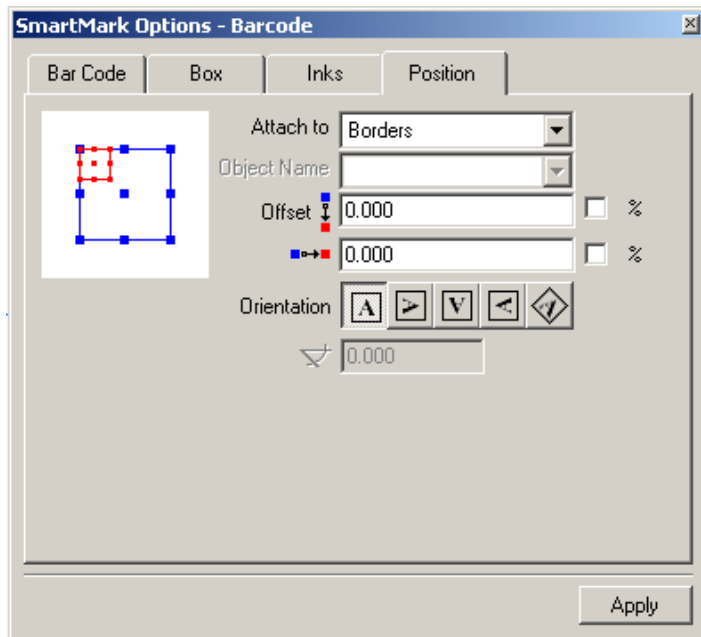 SmartMark Options - Barcode
Bar Code Box Inks Position
Attach to Borders
Object Name
Offset 0.000 %
0.000 %
Orientation A A A A A
0.000
Apply